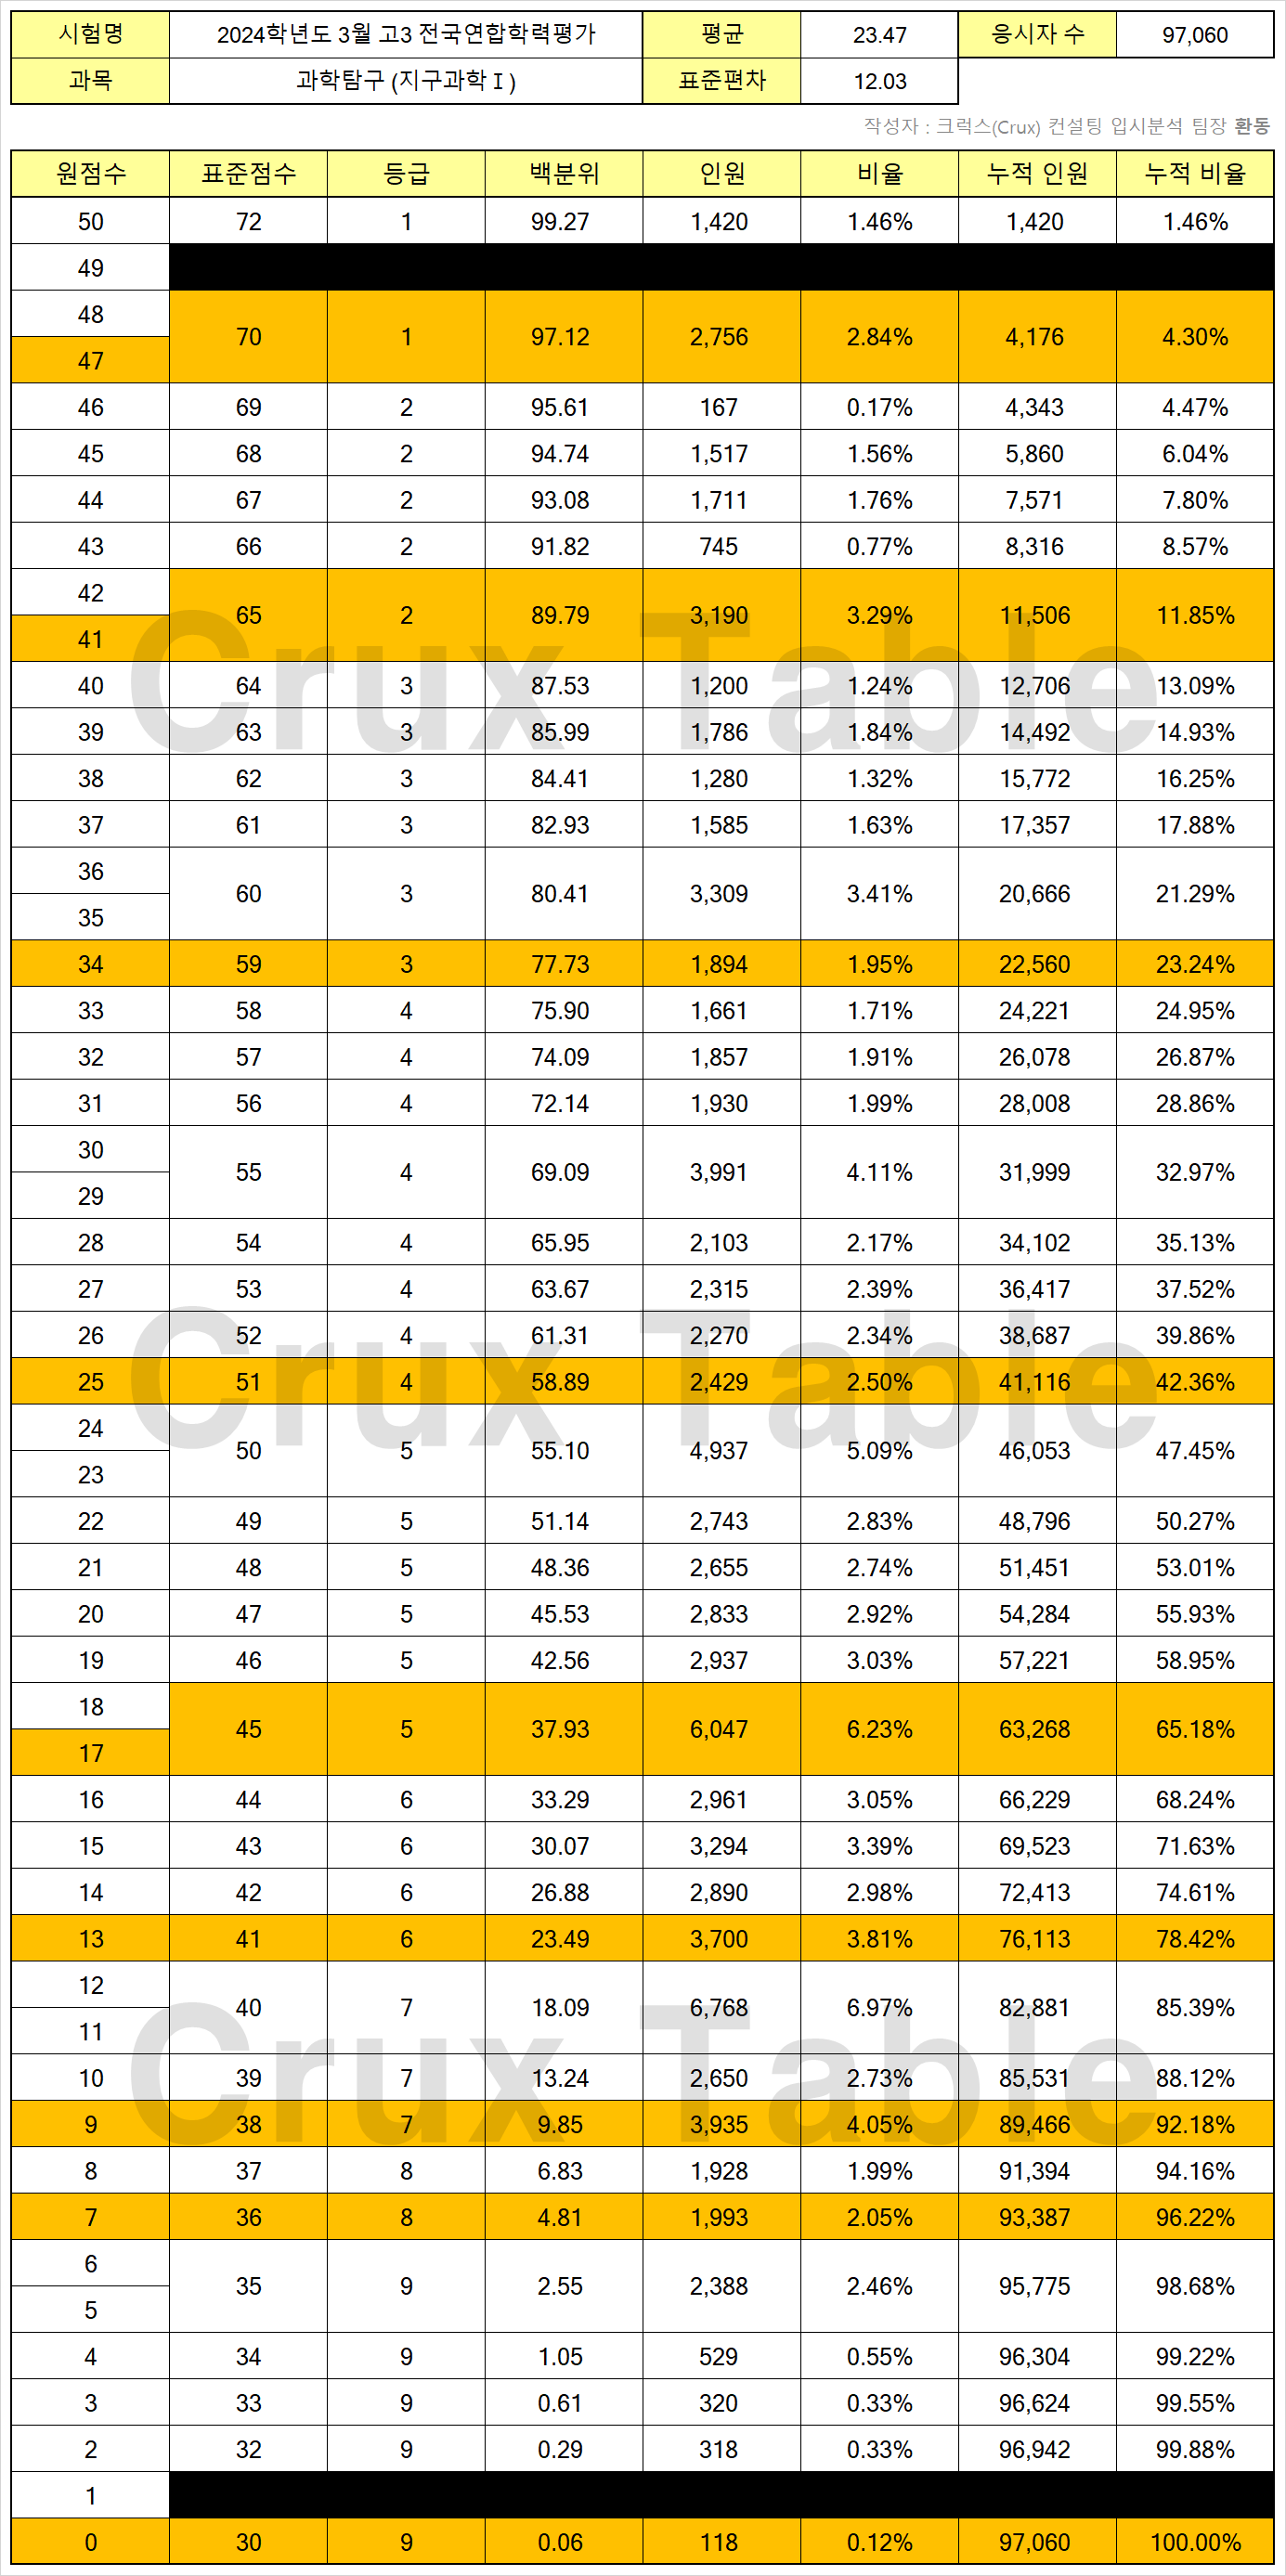 시험명 2024학년도 3월 고3 전국연합학력평가 평균 23.47 응시자 수 97,060
과목 과학탐구 (지구과학 I) 표준편차 12.03
작성자 : 크럭스(Crux) 컨설팅 입시분석 팀장 환동
원점수 표준점수 등급 백분위 인원 비율 누적 인원 누적 비율
50 72 1 99.27 1,420 1.46% 1,420 1.46%
49
48
70 1 97.12 2,756 2.84% 4,176 4.30%
47
46 69 2 95.61 167 0.17% 4,343 4.47%
45 68 2 94.74 1,517 1.56% 5,860 6.04%
44 67 2 93.08 1,711 1.76% 7,571 7.80%
43 66 2 91.82 745 0.77% 8,316 8.57%
42
65 2 89.79 3,190 3.29% 11,506 11.85%
41
40 64 3 87.53 1,200 1.24% 12,706 13.09%
39 63 3 85.99 1,786 1.84% 14,492 14.93%
38 62 3 84.41 1,280 1.32% 15,772 16.25%
37 61 3 82.93 1,585 1.63% 17,357 17.88%
36
60 3 80.41 3,309 3.41% 20,666 21.29%
35
34 59 3 77.73 1,894 1.95% 22,560 23.24%
33 58 4 75.90 1,661 1.71% 24,221 24.95%
32 57 4 74.09 1,857 1.91% 26,078 26.87%
31 56 4 72.14 1,930 1.99% 28,008 28.86%
30
55 4 69.09 3,991 4.11% 31,999 32.97%
29
28 54 4 65.95 2,103 2.17% 34,102 35.13%
27 53 4 63.67 2,315 2.39% 36,417 37.52%
26 52 4 61.31 2,270 2.34% 38,687 39.86%
25 51 4 58.89 2,429 2.50% 41,116 42.36%
24
50 5 55.10 4,937 5.09% 46,053 47.45%
23
22 49 5 51.14 2,743 2.83% 48,796 50.27%
21 48 5 48.36 2,655 2.74% 51,451 53.01%
20 47 5 45.53 2,833 2.92% 54,284 55.93%
19 46 5 42.56 2,937 3.03% 57,221 58.95%
18
45 5 37.93 6,047 6.23% 63,268 65.18%
17
16 44 6 33.29 2,961 3.05% 66,229 68.24%
15 43 6 30.07 3,294 3.39% 69,523 71.63%
14 42 6 26.88 2,890 2.98% 72,413 74.61%
13 41 6 23.49 3,700 3.81% 76,113 78.42%
12
40 7 18.09 6,768 6.97% 82,881 85.39%
11
10 39 7 13.24 2,650 2.73% 85,531 88.12%
9 38 7 9.85 3,935 4.05% 89,466 92.18%
8 37 8 6.83 1,928 1.99% 91,394 94.16%
7 36 8 4.81 1,993 2.05% 93,387 96.22%
6
35 9 2.55 2,388 2.46% 95,775 98.68%
5
4 34 9 1.05 529 0.55% 96,304 99.22%
3 33 9 0.61 320 0.33% 96,624 99.55%
2 32 9 0.29 318 0.33% 96,942 99.88%
1
0 30 9 0.06 118 0.12% 97,060 100.00%
Crux Table
Crux Table
Crux Table